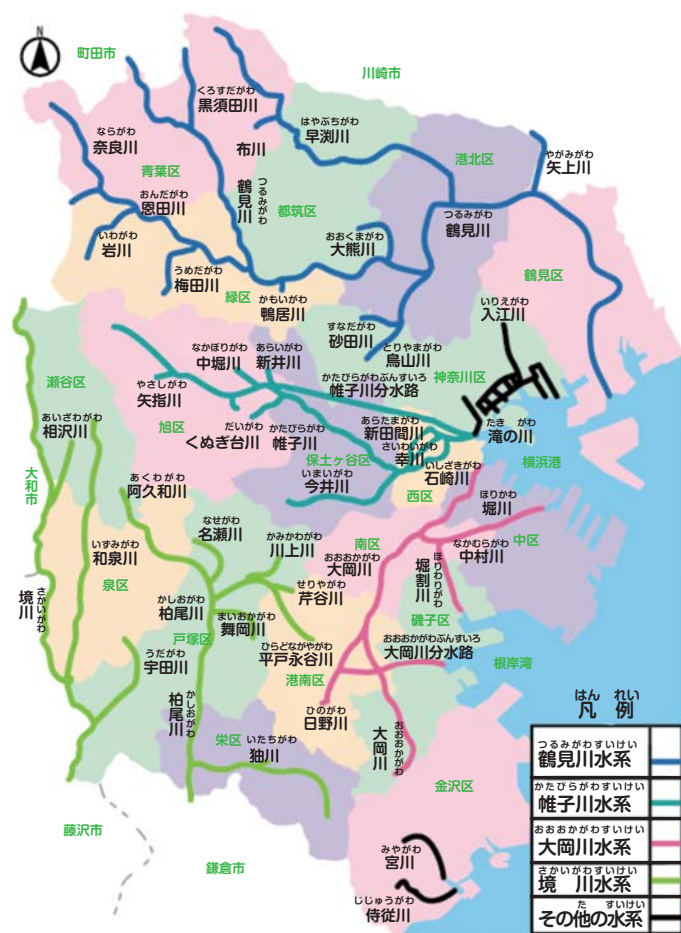 N
町田市
川崎市
くろすだがわ
黒須田川
ならがわ
奈良川
はやぶちがわ
早渕川
布川
青葉区
港北区
やがみがわ
矢上川
おんだがわ
恩田川
つるみがわ
鶴見川
都筑区
つるみがわ
鶴見川
いわがわ
岩川
おおくまがわ
大熊川
うめだがわ
梅田川
鶴見区
緑区
かもいがわ
鴨居川
いりえがわ
入江川
すなだがわ
砂田川
とりやまがわ
鳥山川
なかぼりがわ
中堀川
あらいがわ
新井川
神奈川区
瀬谷区
やさしがわ
矢指川
かたびらがわぶんすいろ
帷子川分水路
あいざわがわ
相沢川
旭区
だいがわ
くぬぎ台川
かたびらがわ
帷子川
あらたまがわ
新田間川
たき がわ
滝の川
さいわいがわ
幸川
保土ヶ谷区
いしざきがわ
石崎川
横浜港
大和市
あくわがわ
阿久和川
いまいがわ
今井川
西区
ほりかわ
堀川
なせがわ
名瀬川
かみかわがわ
川上川
南区
おおおかがわ
大岡川
なかむらがわ
中村川
中区
いずみがわ
和泉川
泉区
せりやがわ
芹谷川
ほりわりがわ
堀割川
さかいがわ
境川
かしおがわ
柏尾川
まいおかがわ
舞岡川
磯子区
戸塚区
うだがわ
宇田川
ひらどながやがわ
平戸永谷川
おおおかがわぶんすいろ
大岡川分水路
根岸湾
港南区
かしおがわ
柏尾川
ひのがわ
日野川
おおおかがわ
大岡川
栄区
いたちがわ
独川
金沢区
藤沢市
鎌倉市
みやがわ
宮川
じじゅうがわ
侍従川
はん れい
凡 例
つるみがわすいけい
鶴見川水系
かたびらがわすいけい
帷子川水系
おおおかがわすいけい
大岡川水系
さかいがわすいけい
境 川水系
た すいけい
その他の水系